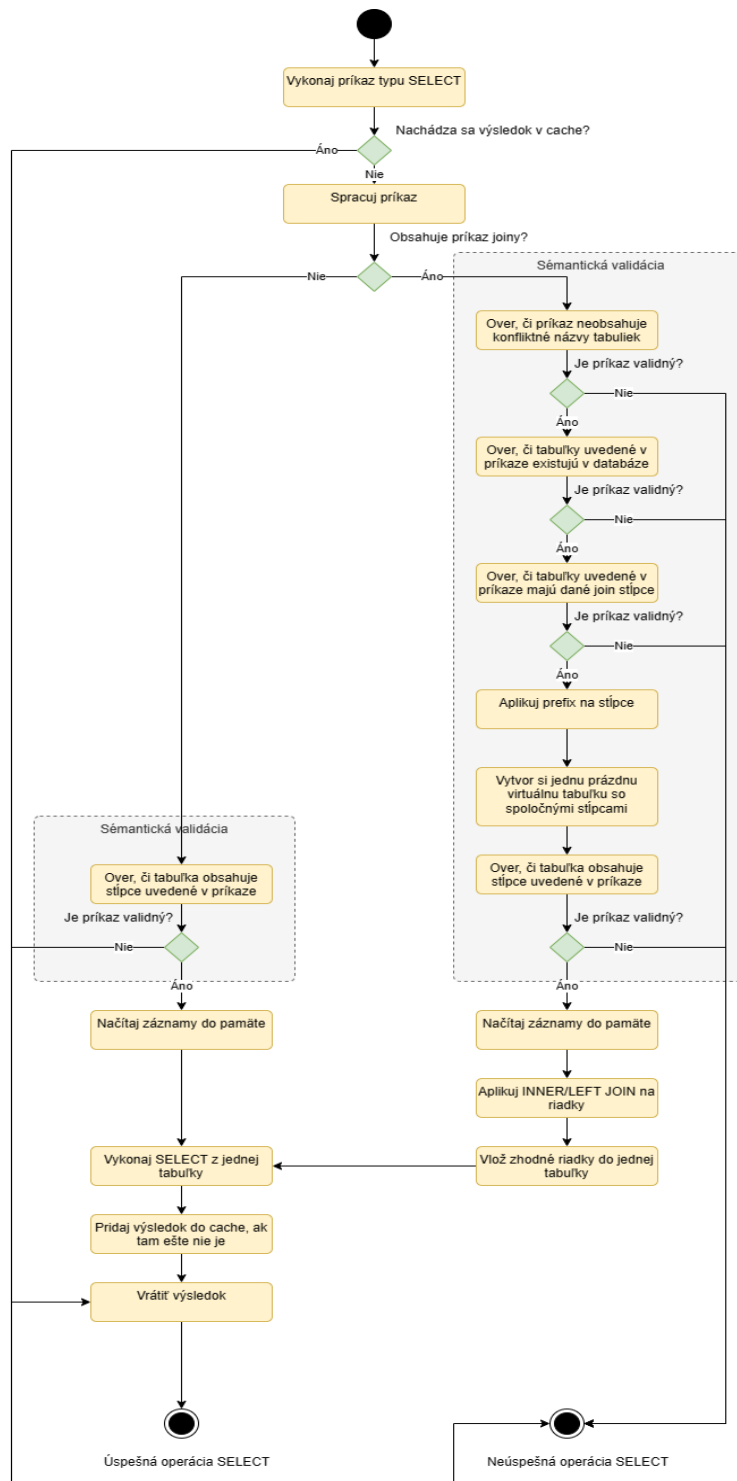 Vykonaj príkaz typu SELECT
Nachádza sa výsledok v cache?
Áno
Nie
Spracuj príkaz
Obsahuje príkaz joiny?
Nie
Áno
Sémantická validácia
Over, či príkaz neobsahuje
konfliktné názvy tabuliek
Je príkaz validný?
Nie
Áno
Over, či tabuľky uvedené v
príkaze existujú v databáze
Je príkaz validný?
Nie
Áno
Over, či tabuľky uvedené v
príkaze majú dané join stĺpce
Je príkaz validný?
Nie
Áno
Aplikuj prefix na stĺpce
Vytvor si jednu prázdnu
virtuálnu tabuľku so
spoločnými stĺpcami
Over, či tabuľka obsahuje
stĺpce uvedené v príkaze
Je príkaz validný?
Nie
Áno
Sémantická validácia
Over, či tabuľka obsahuje
stĺpce uvedené v príkaze
Je príkaz validný?
Nie
Áno
Načítaj záznamy do pamäte
Načítaj záznamy do pamäte
Aplikuj INNER/LEFT JOIN na
riadky
Vlož zhodné riadky do jednej
tabuľky
Vykonaj SELECT z jednej
tabuľky
Pridaj výsledok do cache, ak
tam ešte nie je
Vrátiť výsledok
Úspešná operácia SELECT
Neúspešná operácia SELECT